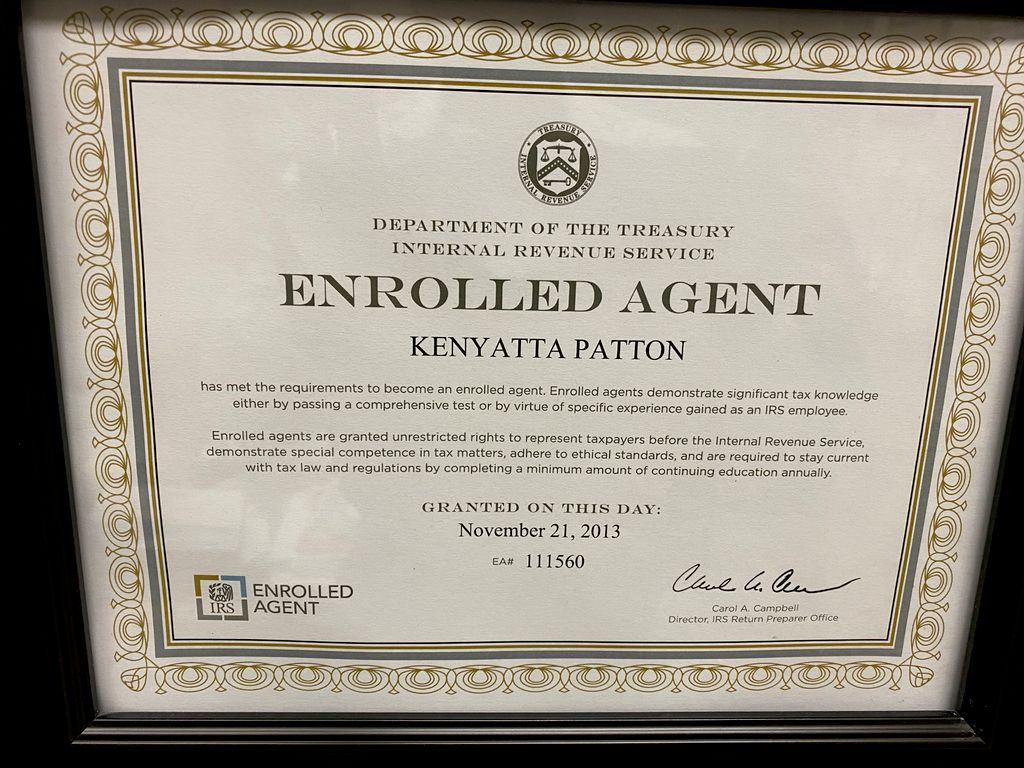 TREASURY
INTERNAL REVENUE SERVICE
DEPARTMENT OF THE TREASURY
INTERNAL REVENUE SERVICE
ENROLLED AGENT
KENYATTA PATTON
has met the requirements to become an enrolled agent. Enrolled agents demonstrate significant tax knowledge
either by passing a comprehensive test or by virtue of specific experience gained as an IRS employee.
Enrolled agents are granted unrestricted rights to represent taxpayers before the Internal Revenue Service,
demonstrate special competence in tax matters, adhere to ethical standards, and are required to stay current
with tax law and regulations by completing a minimum amount of continuing education annually.
GRANTED ON THIS DAY:
November 21, 2013
EA# 111560
IRS
ENROLLED
AGENT
Carol A. Campbell
Director, IRS Return Preparer Office